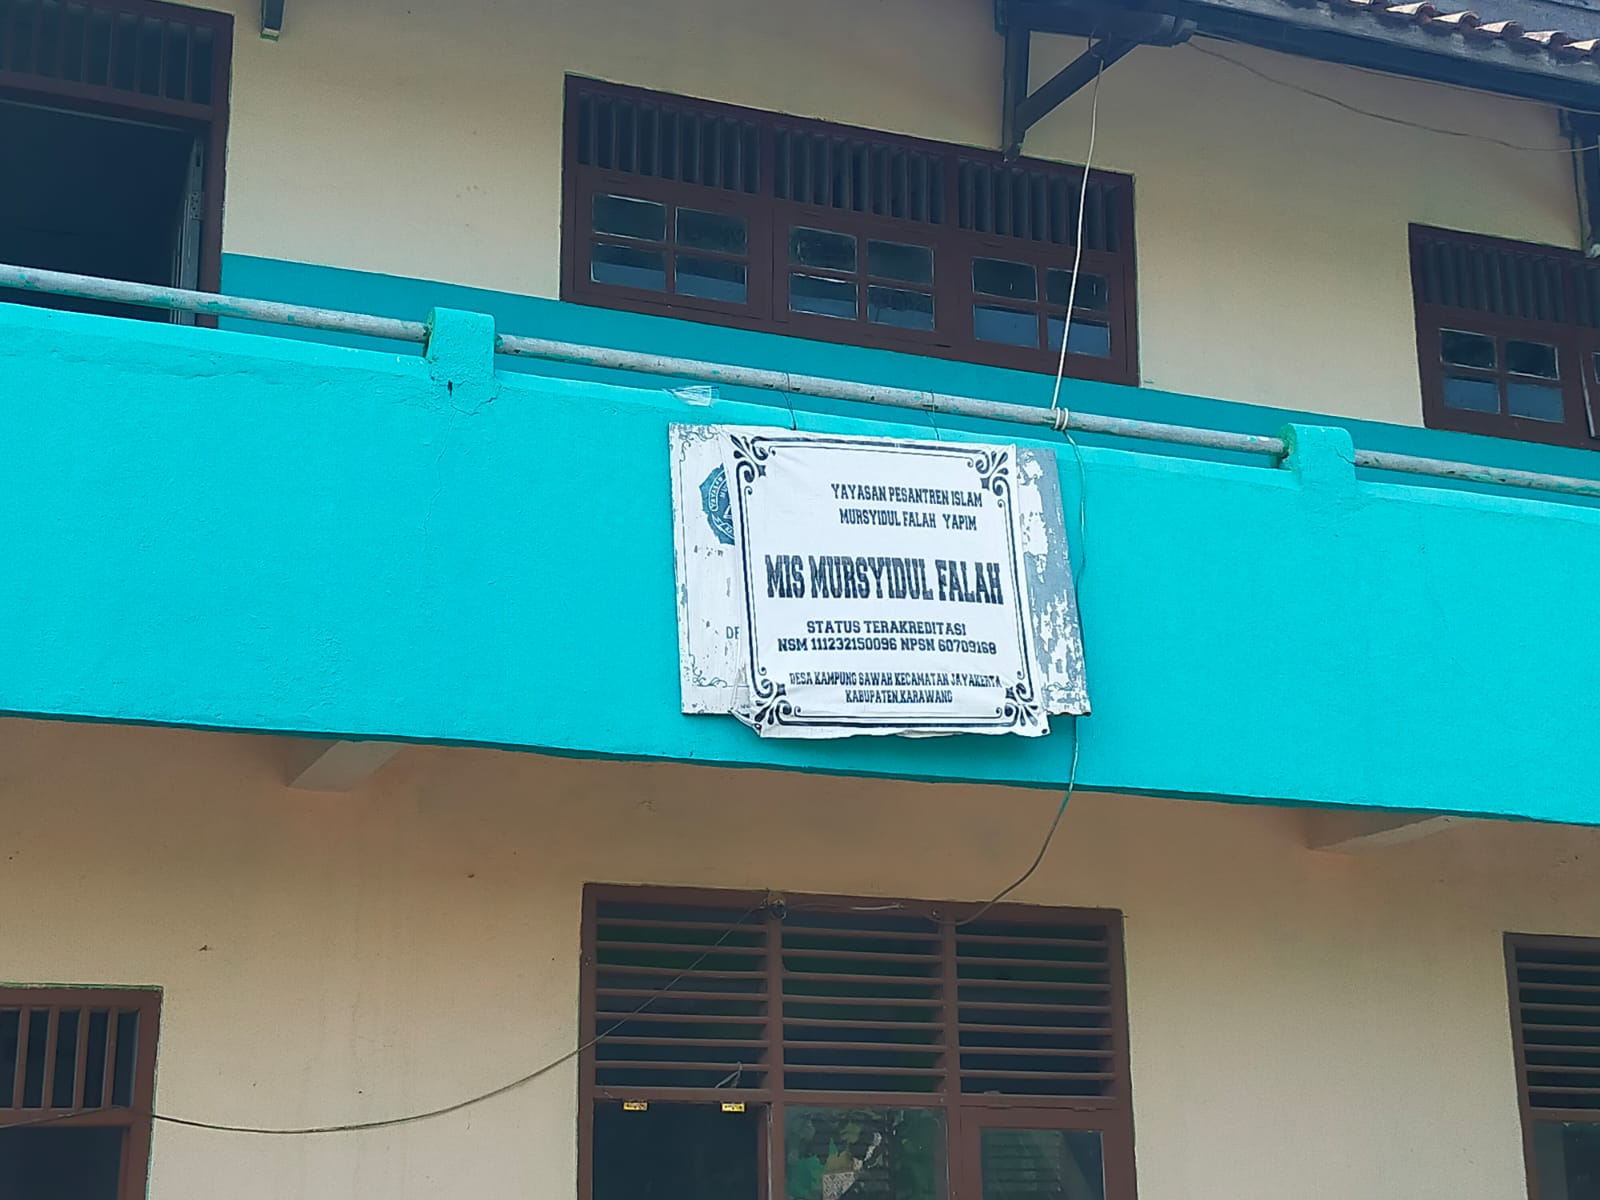 YAYASAN PESANTREN ISLAM
MURSYIDUL FALAH YAPIM
MIS MURSYIDUL FALAH
STATUS TERAKREDITASI
NSM 111232150096 NPSN 60709168
DESA KAMPUNG SAWAH KECAMATAN JAYAKERTA
KABUPATEN.KARAWANG